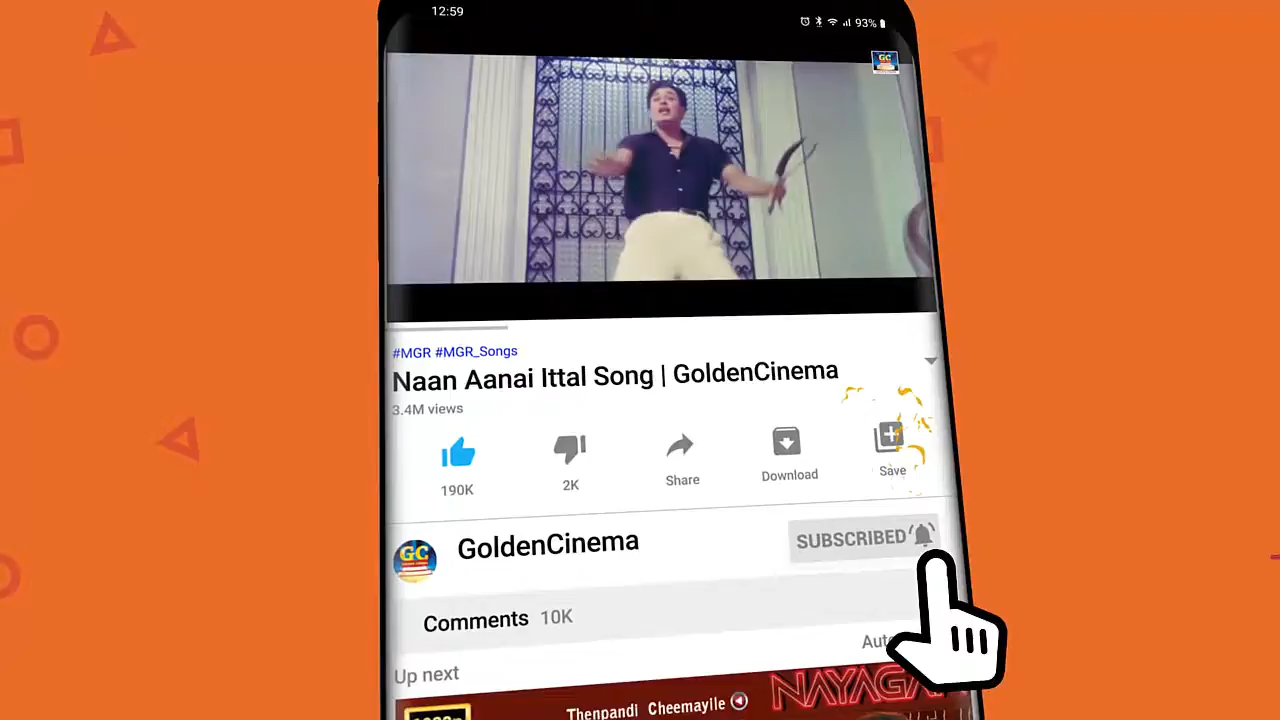 12:59
93%
GC
#MGR #MGR_Songs
Naan Aanai Ittal Song | GoldenCinema
3.4M views
190K
2K
Share
Download
Save
GC
GoldenCinema
SUBSCRIBED
Comments 10K
Up next
Thenpandi Cheemayile